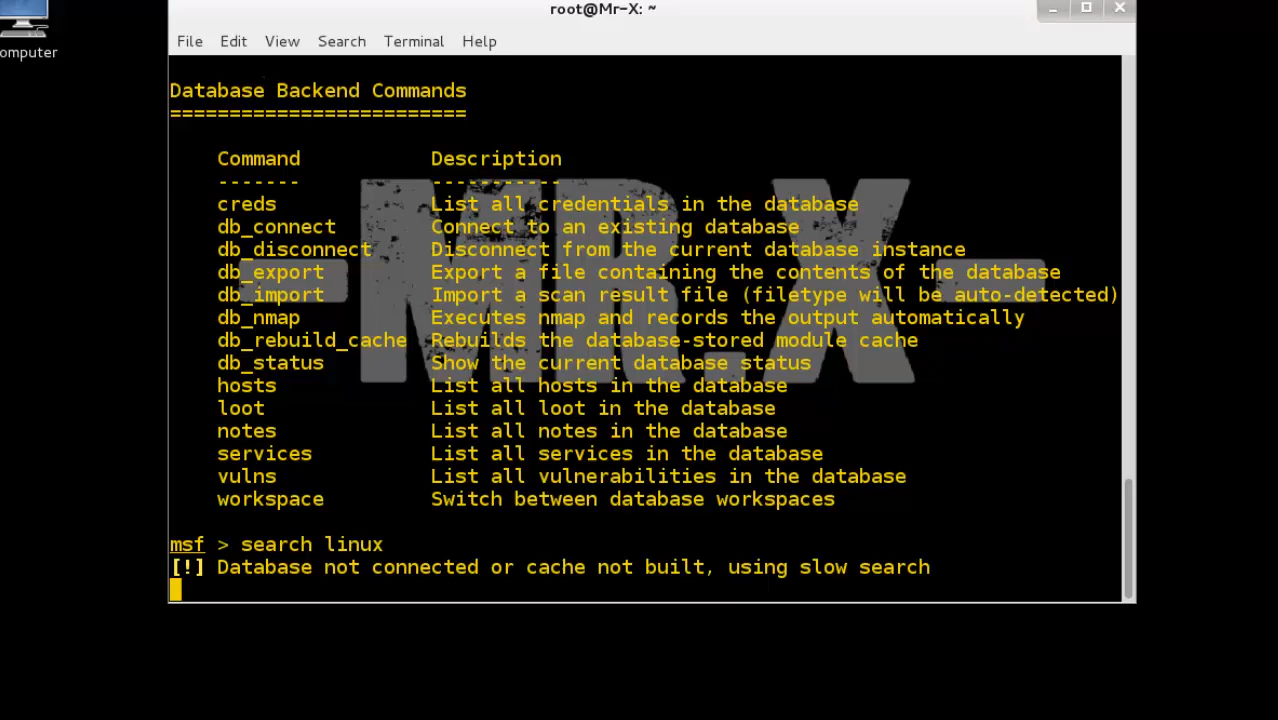 root@Mr-X: ~
omputer
File Edit View Search Terminal Help
Database Backend Commands
=========================
Command Description
------- -----------
creds List all credentials in the database
db_connect Connect to an existing database
db_disconnect Disconnect from the current database instance
db_export Export a file containing the contents of the database
db_import Import a scan result file (filetype will be auto-detected)
db_nmap Executes nmap and records the output automatically
db_rebuild_cache Rebuilds the database-stored module cache
db_status Show the current database status
hosts List all hosts in the database
loot List all loot in the database
notes List all notes in the database
services List all services in the database
vulns List all vulnerabilities in the database
workspace Switch between database workspaces
msf > search linux
[!] Database not connected or cache not built, using slow search
-MR.X-